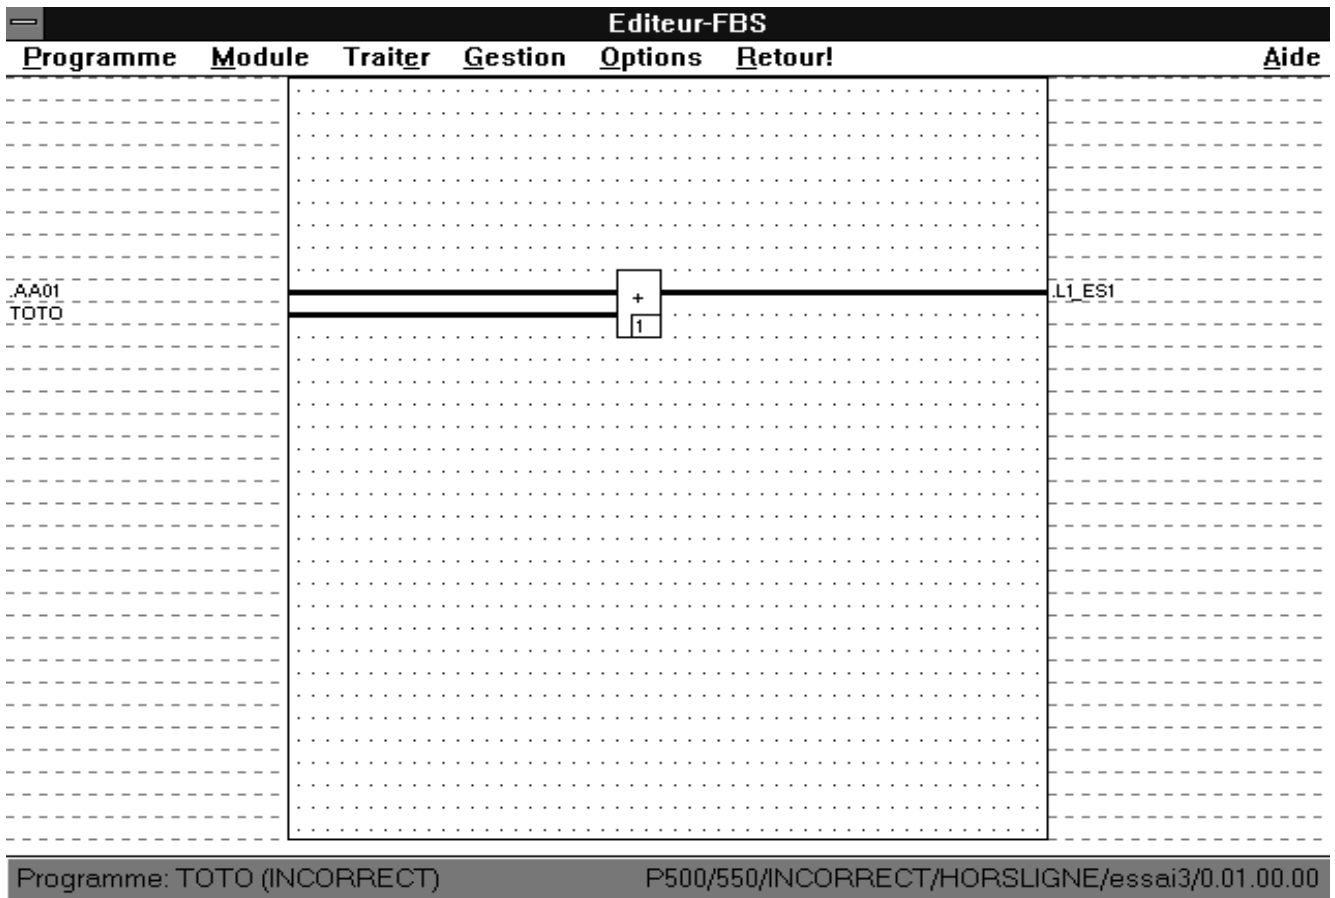 Editeur-FBS
Programme Module Traiter Gestion Options Retour! Aide
.AA01 + .L1_ES1
TOTO 1
Programme: TOTO (INCORRECT) P500/550/INCORRECT/HORSLIGNE/essai3/0.01.00.00